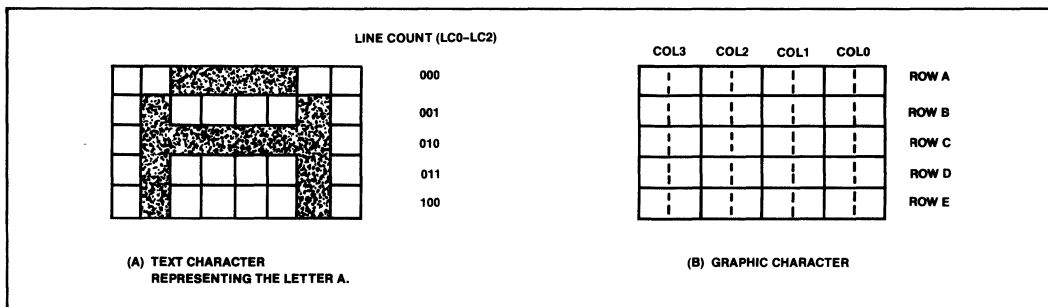 LINE COUNT (LC0–LC2)
000
001
010
011
100
(A) TEXT CHARACTER
REPRESENTING THE LETTER A.
COL3 COL2 COL1 COL0
ROW A
ROW B
ROW C
ROW D
ROW E
(B) GRAPHIC CHARACTER